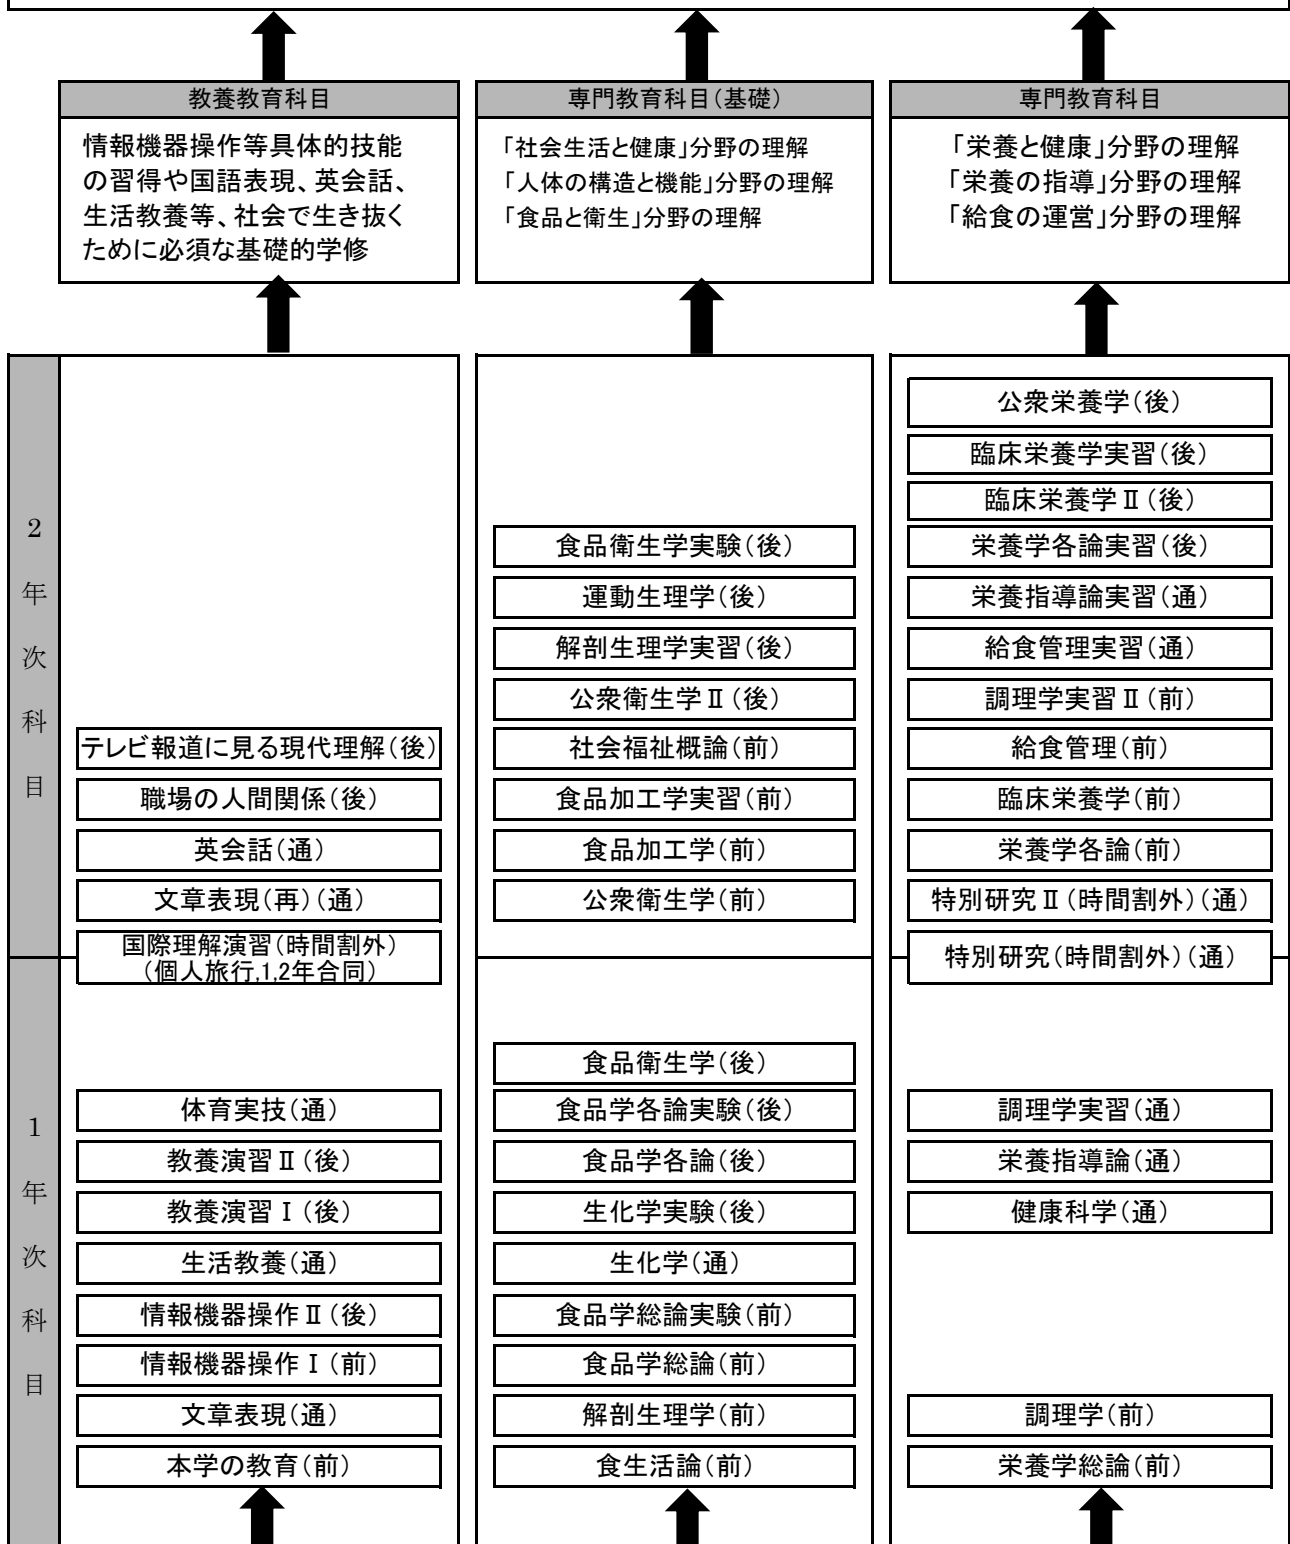 教養教育科目
情報機器操作等具体的技能
の習得や国語表現、英会話、
生活教養等、社会で生き抜く
ために必須な基礎的学修
専門教育科目（基礎）
「社会生活と健康」分野の理解
「人体の構造と機能」分野の理解
「食品と衛生」分野の理解
専門教育科目
「栄養と健康」分野の理解
「栄養の指導」分野の理解
「給食の運営」分野の理解
2
年
次
科
目
テレビ報道に見る現代理解（後）
職場の人間関係（後）
英会話（通）
文章表現（再）（通）
国際理解演習（時間割外）
（個人旅行,1,2年合同）
食品衛生学実験（後）
運動生理学（後）
解剖生理学実習（後）
公衆衛生学Ⅱ（後）
社会福祉概論（前）
食品加工学実習（前）
食品加工学（前）
公衆衛生学（前）
公衆栄養学（後）
臨床栄養学実習（後）
臨床栄養学Ⅱ（後）
栄養学各論実習（後）
栄養指導論実習（通）
給食管理実習（通）
調理学実習Ⅱ（前）
給食管理（前）
臨床栄養学（前）
栄養学各論（前）
特別研究Ⅱ（時間割外）（通）
特別研究（時間割外）（通）
1
年
次
科
目
体育実技（通）
教養演習Ⅱ（後）
教養演習Ⅰ（後）
生活教養（通）
情報機器操作Ⅱ（後）
情報機器操作Ⅰ（前）
文章表現（通）
本学の教育（前）
食品衛生学（後）
食品学各論実験（後）
食品学各論（後）
生化学実験（後）
生化学（通）
食品学総論実験（前）
食品学総論（前）
解剖生理学（前）
食生活論（前）
調理学実習（通）
栄養指導論（通）
健康科学（通）
調理学（前）
栄養学総論（前）